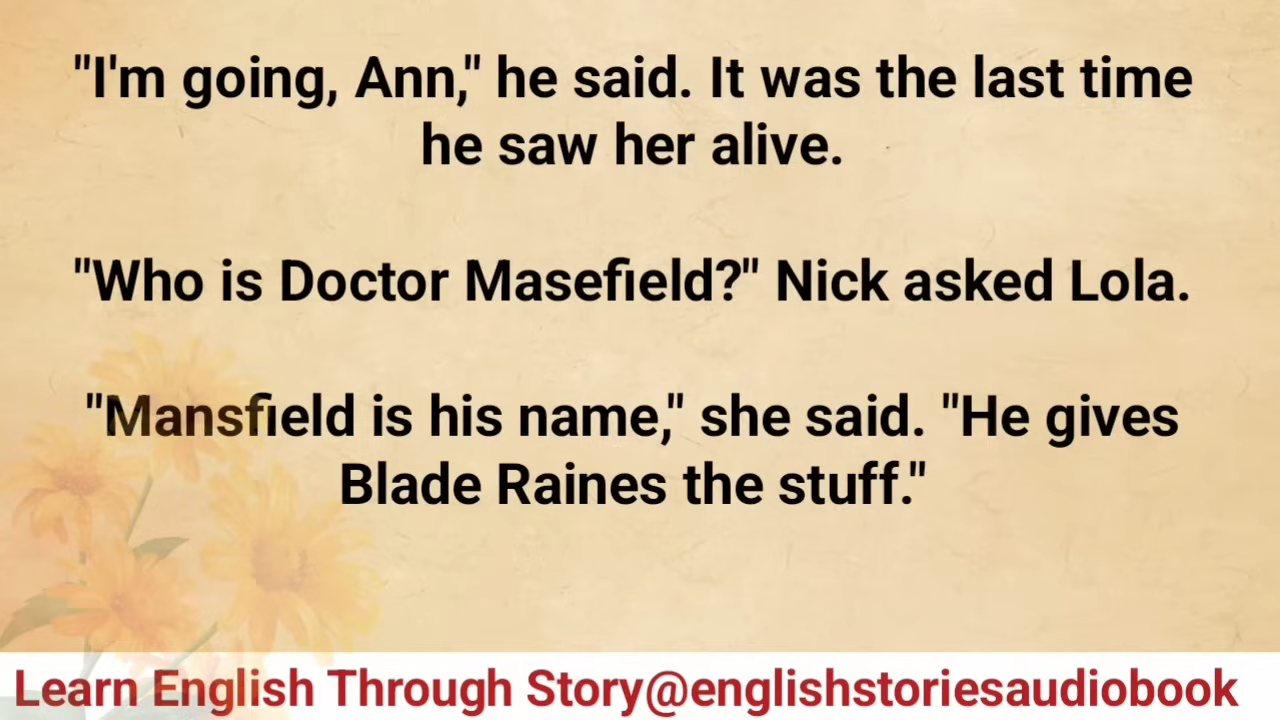 "I'm going, Ann," he said. It was the last time
he saw her alive.
"Who is Doctor Masefield?" Nick asked Lola.
"Mansfield is his name," she said. "He gives
Blade Raines the stuff."
Learn English Through Story@englishstoriesaudiobook